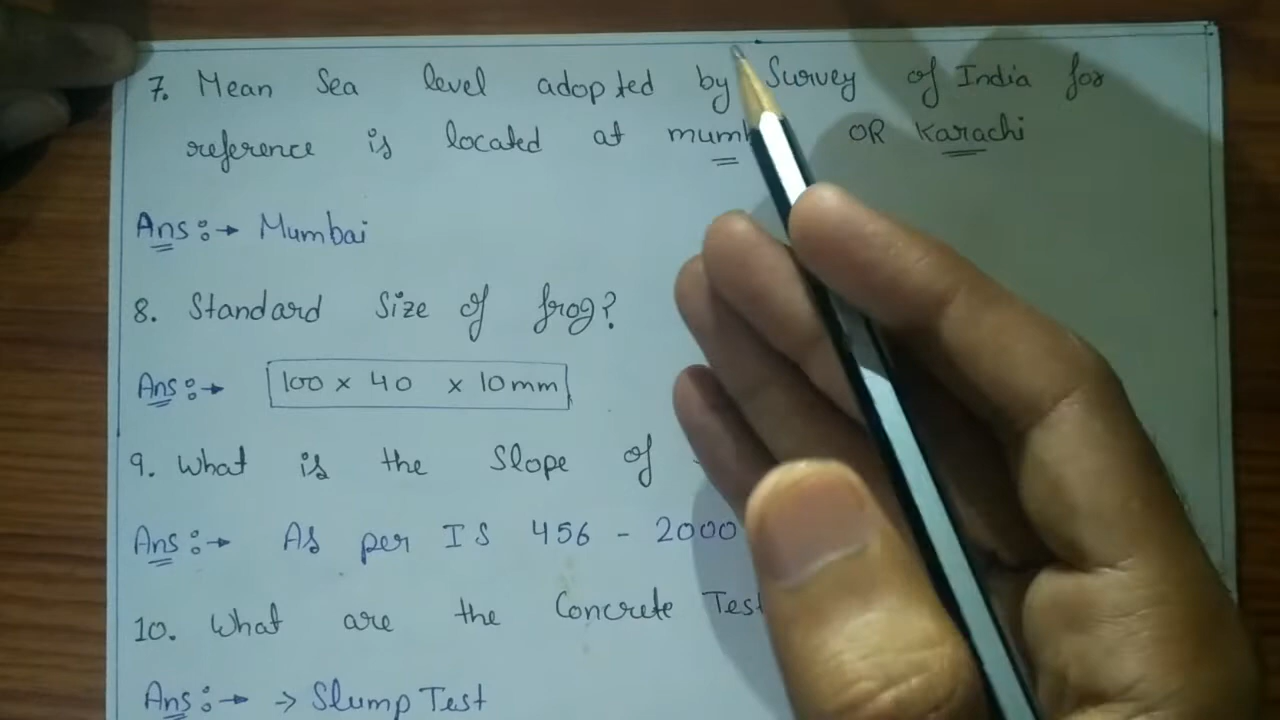 7. Mean Sea level adopted by Survey of India for
reference is located at mum OR Karachi
Ans:→ Mumbai
8. Standard Size of frog?
Ans:→ 100 x 40 x 10mm
9. What is the Slope of
Ans:→ As per IS 456 - 2000
10. What are the Concrete Test
Ans:→ → Slump Test